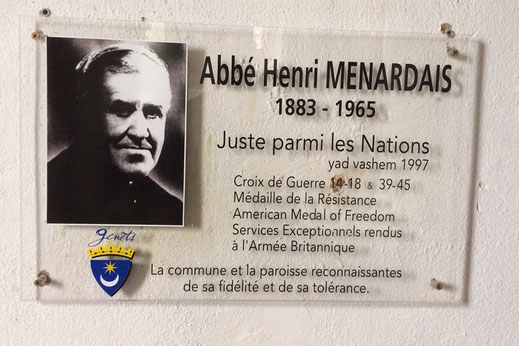 Abbé Henri MENARDAIS
1883 - 1965
Juste parmi les Nations
yad vashem 1997
Croix de Guerre 14-18 & 39-45
Médaille de la Résistance
American Medal of Freedom
Services Exceptionnels rendus
à l'Armée Britannique
genêts
La commune et la paroisse reconnaissantes
de sa fidélité et de sa tolérance.